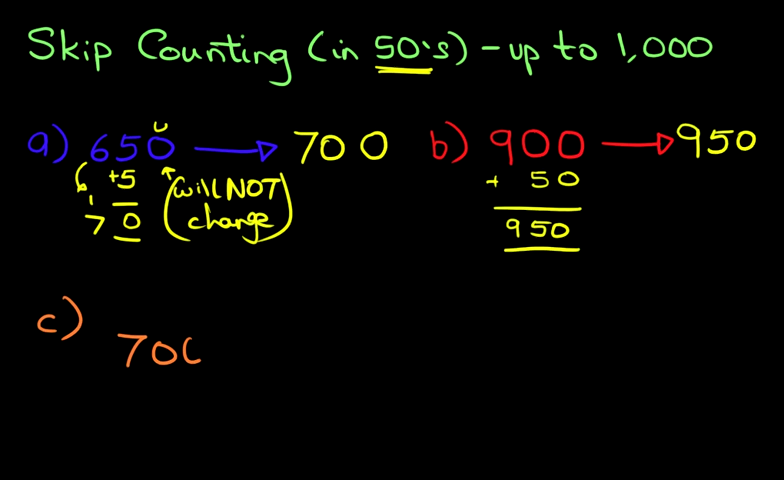 Skip Counting (in 50's) - up to 1,000
a) 650 → 700
+5
7 0
(will NOT
change)
b) 900 → 950
+ 50
950
c)
70